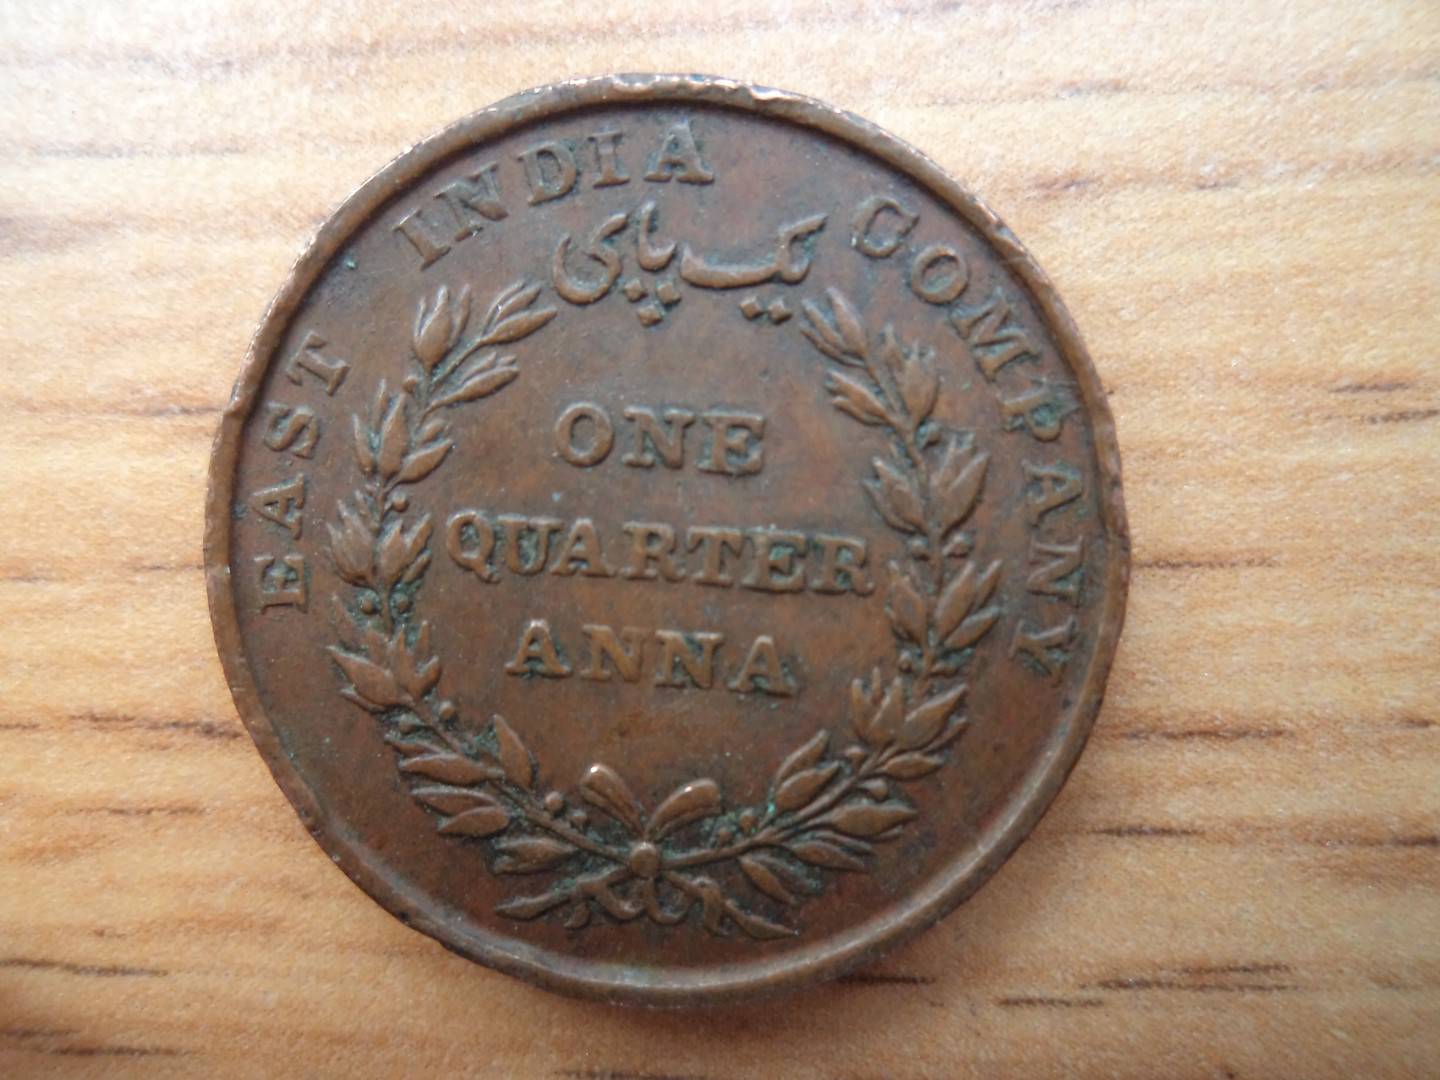 EAST INDIA COMPANY
یک پای
ONE
QUARTER
ANNA